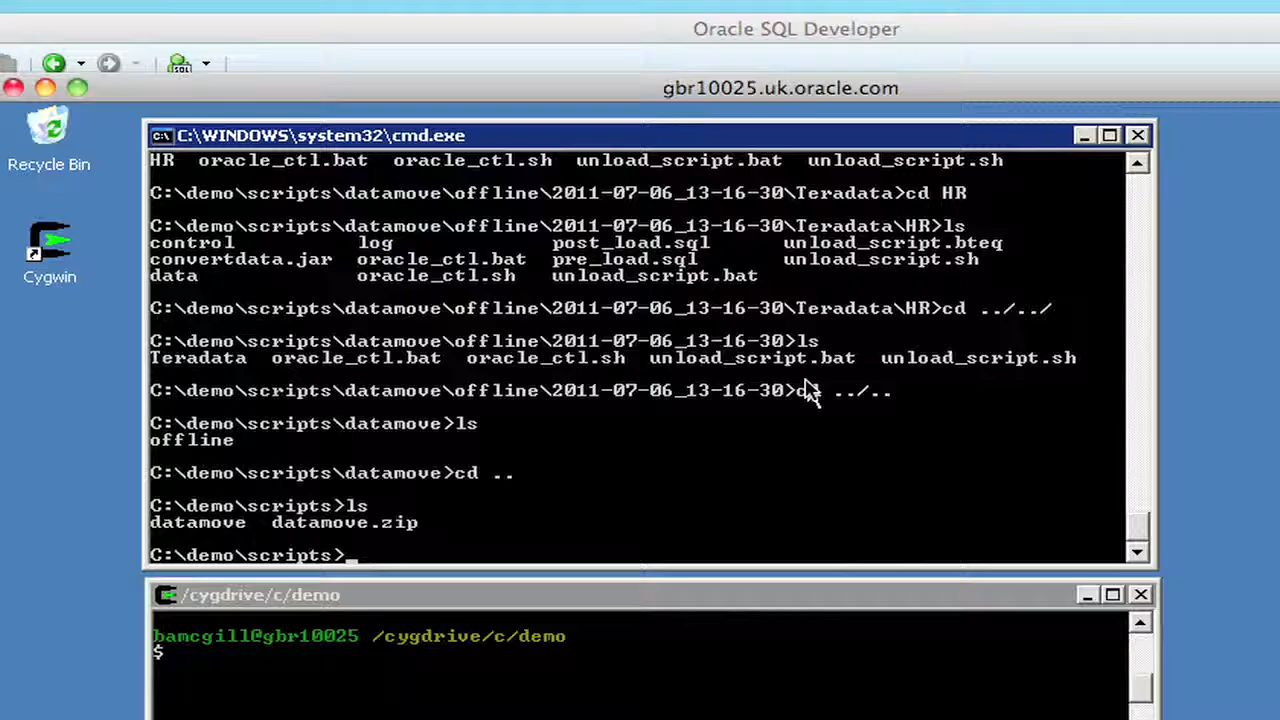 Oracle SQL Developer
SQL
gbr10025.uk.oracle.com
Recycle Bin
Cygwin
C:\WINDOWS\system32\cmd.exe
HR  oracle_ctl.bat  oracle_ctl.sh  unload_script.bat  unload_script.sh
C:\demo\scripts\datamove\offline\2011-07-06_13-16-30\Teradata>cd HR
C:\demo\scripts\datamove\offline\2011-07-06_13-16-30\Teradata\HR>ls
control  log  post_load.sql  unload_script.bteq
convertdata.jar  oracle_ctl.bat  pre_load.sql  unload_script.sh
data  oracle_ctl.sh  unload_script.bat
C:\demo\scripts\datamove\offline\2011-07-06_13-16-30\Teradata\HR>cd ../../
C:\demo\scripts\datamove\offline\2011-07-06_13-16-30>ls
Teradata  oracle_ctl.bat  oracle_ctl.sh  unload_script.bat  unload_script.sh
C:\demo\scripts\datamove\offline\2011-07-06_13-16-30>cd ../..
C:\demo\scripts\datamove>ls
offline
C:\demo\scripts\datamove>cd ..
C:\demo\scripts>ls
datamove  datamove.zip
C:\demo\scripts>_
/cygdrive/c/demo
bamcgill@gbr10025 /cygdrive/c/demo
$